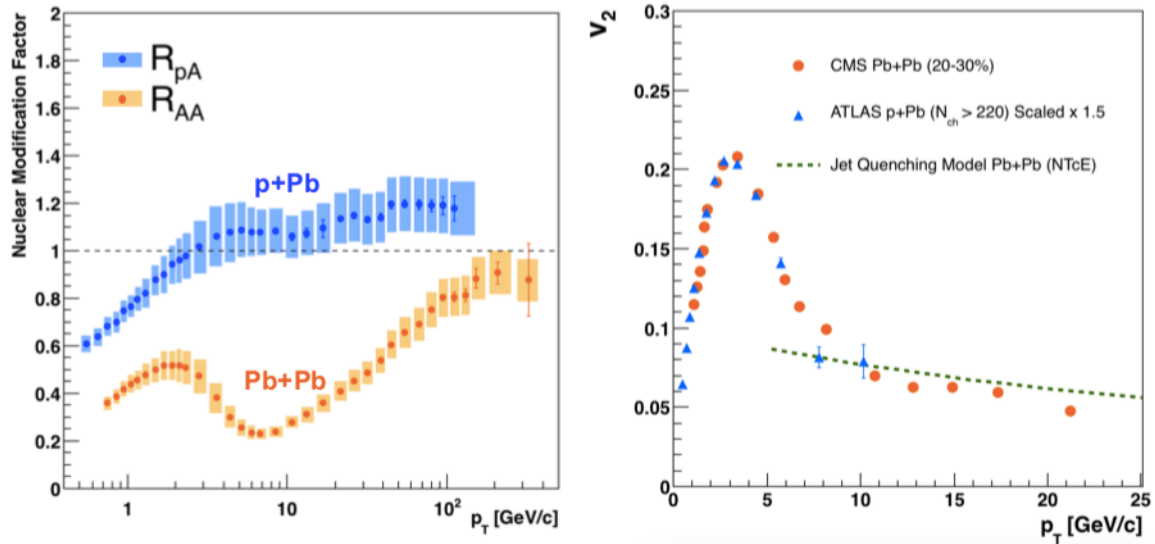 Nuclear Modification Factor
2
1.8
1.6
1.4
1.2
1
0.8
0.6
0.4
0.2
0
R_pA
R_AA
p+Pb
Pb+Pb
1
10
10²
p_T [GeV/c]
v₂
0.3
0.25
0.2
0.15
0.1
0.05
0
CMS Pb+Pb (20-30%)
ATLAS p+Pb (N_ch > 220) Scaled x 1.5
Jet Quenching Model Pb+Pb (NTcE)
0
5
10
15
20
25
p_T [GeV/c]